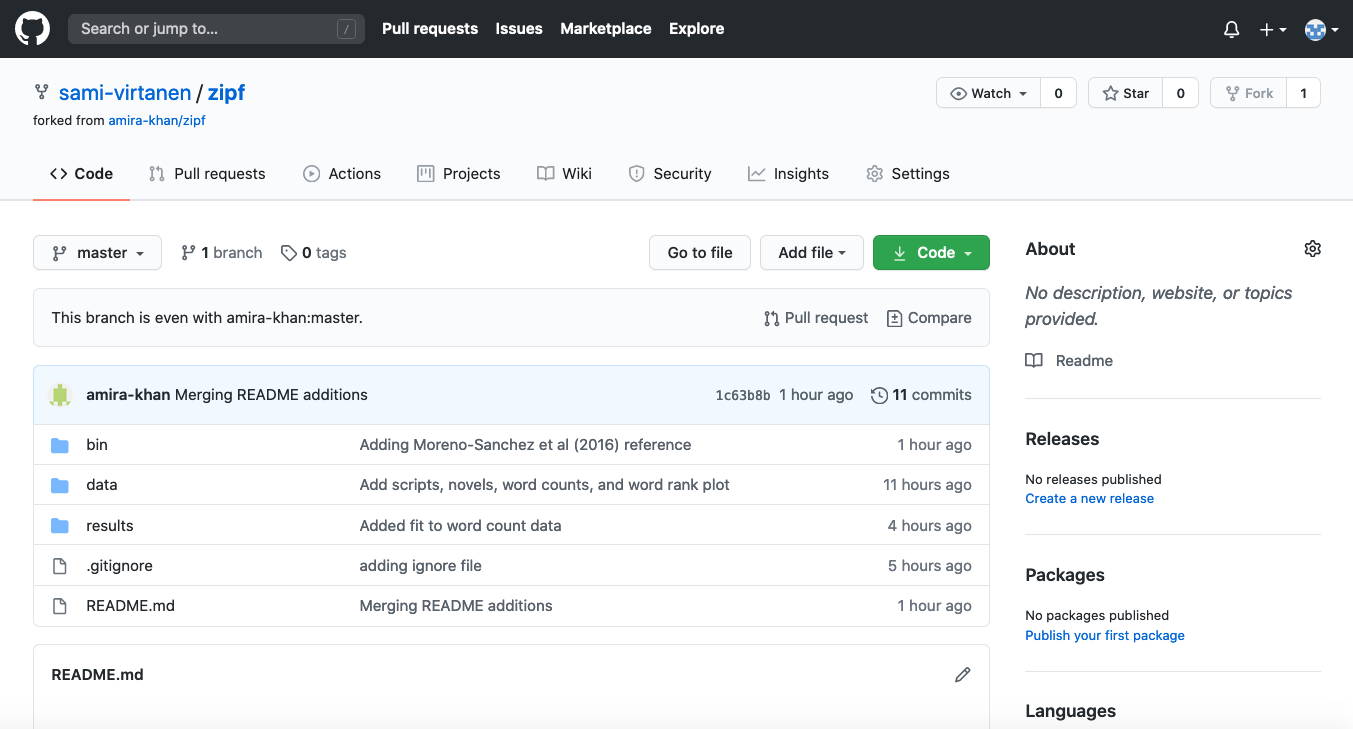 Search or jump to... / Pull requests Issues Marketplace Explore
sami-virtanen / zipf Watch 0 Star 0 Fork 1
forked from amira-khan/zipf
Code Pull requests Actions Projects Wiki Security Insights Settings
master 1 branch 0 tags Go to file Add file Code
This branch is even with amira-khan:master. Pull request Compare
amira-khan Merging README additions 1c63b8b 1 hour ago 11 commits
bin Adding Moreno-Sanchez et al (2016) reference 1 hour ago
data Add scripts, novels, word counts, and word rank plot 11 hours ago
results Added fit to word count data 4 hours ago
.gitignore adding ignore file 5 hours ago
README.md Merging README additions 1 hour ago
README.md
About
No description, website, or topics
provided.
Readme
Releases
No releases published
Create a new release
Packages
No packages published
Publish your first package
Languages